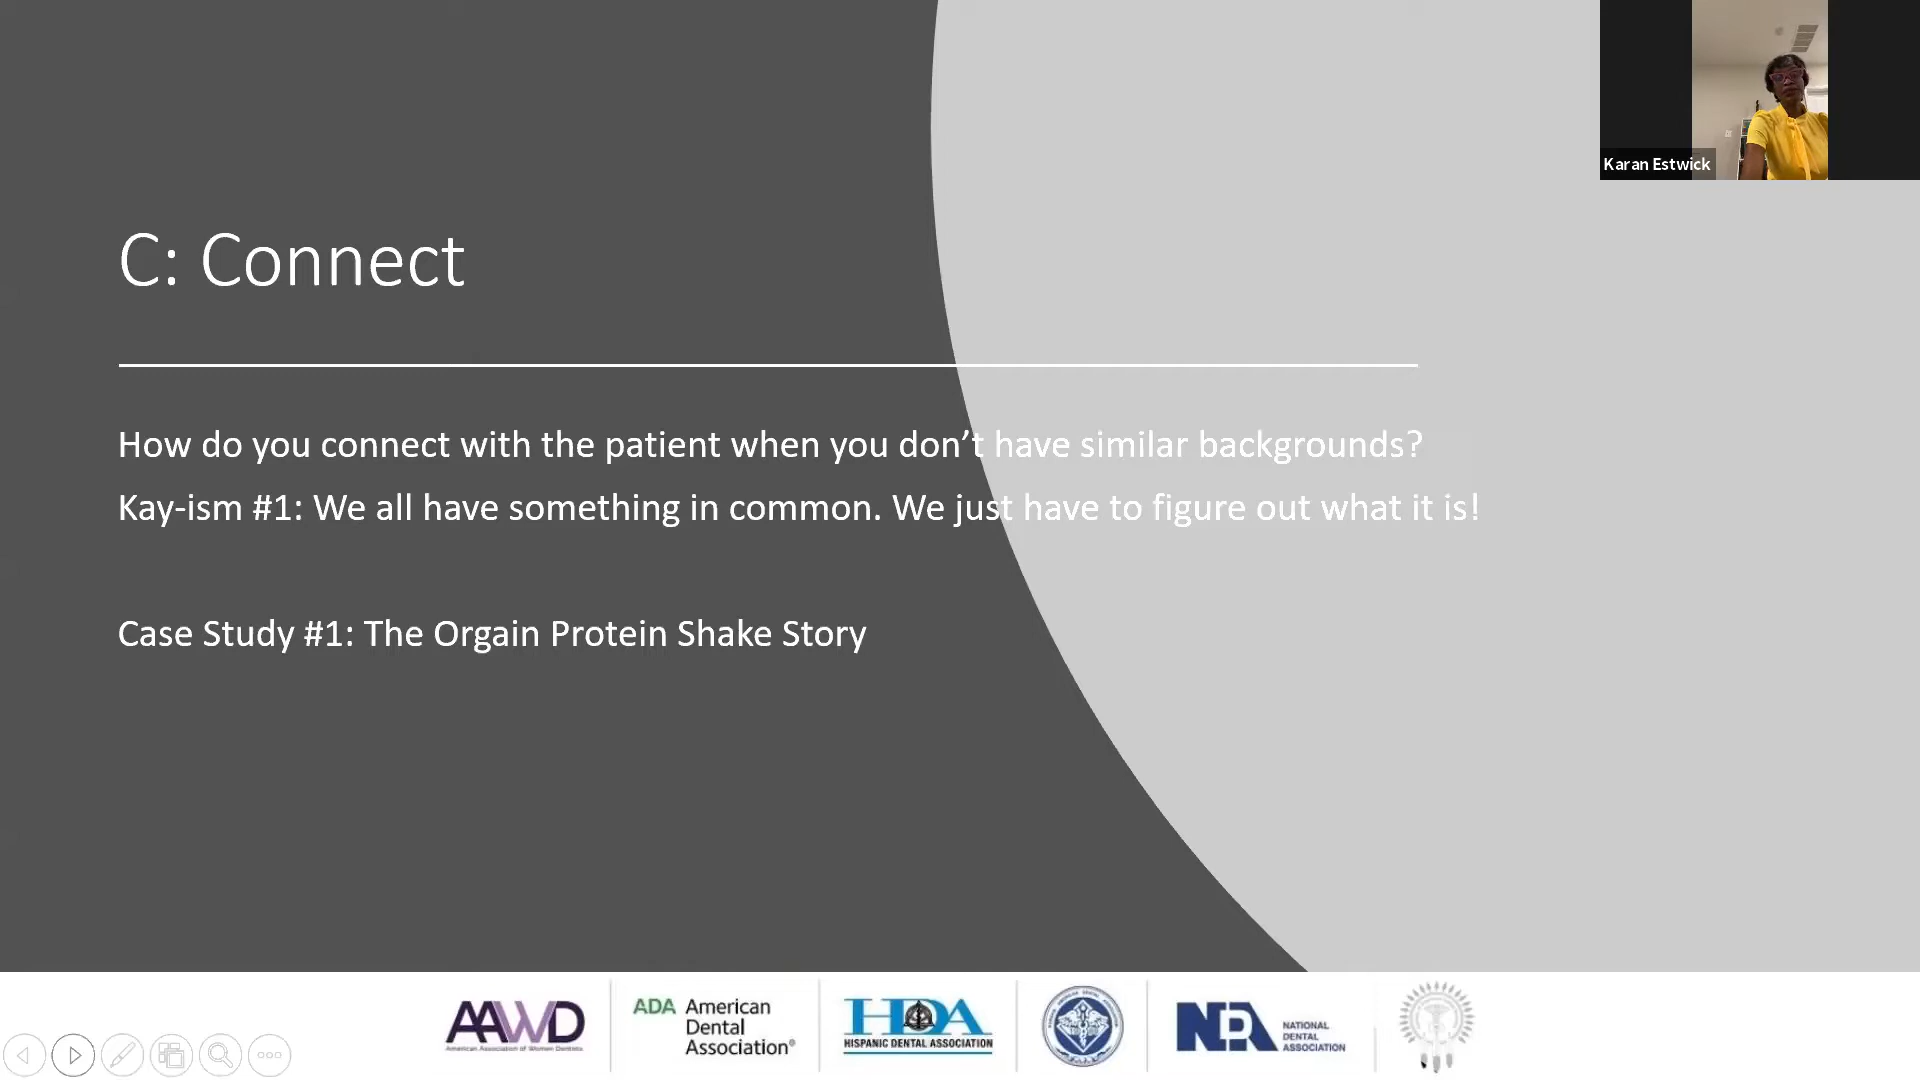 Karan Estwick
C: Connect
How do you connect with the patient when you don’t have similar backgrounds?
Kay-ism #1: We all have something in common. We just have to figure out what it is!
Case Study #1: The Orgain Protein Shake Story
AAWD
American Association of Women Dentists
ADA American
Dental
Association®
HDA
HISPANIC DENTAL ASSOCIATION
NDA
NATIONAL
DENTAL
ASSOCIATION